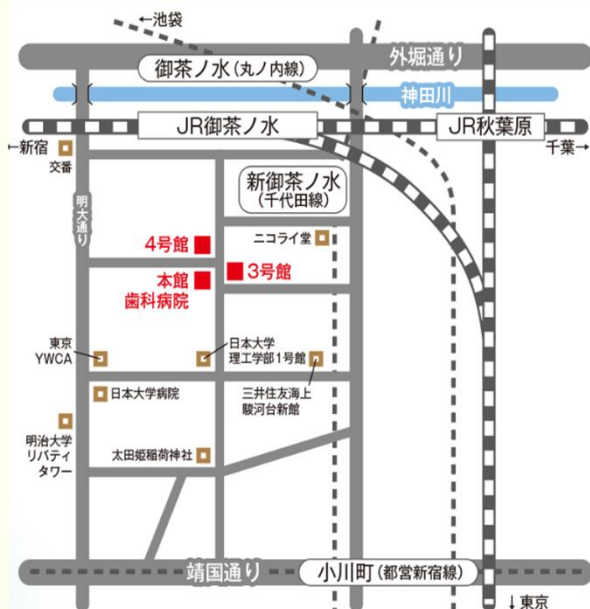 ←池袋
外堀通り
御茶ノ水(丸ノ内線)
神田川
JR御茶ノ水
JR秋葉原
←新宿
千葉→
交番
明大通り
新御茶ノ水
(千代田線)
4号館
ニコライ堂
本館
歯科病院
3号館
東京
YWCA
日本大学
理工学部1号館
日本大学病院
三井住友海上
駿河台新館
明治大学
リバティ
タワー
太田姫稲荷神社
靖国通り
小川町(都営新宿線)
↓東京